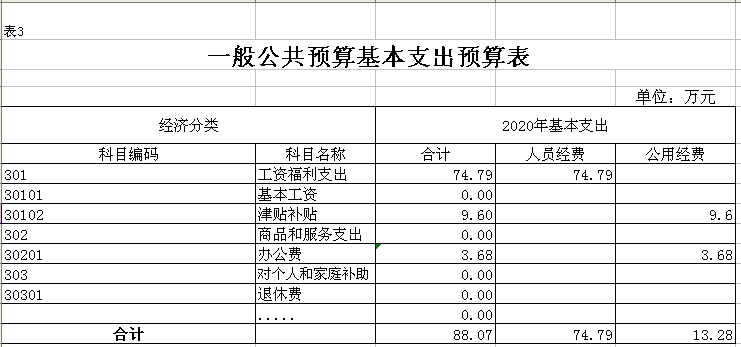 表3
一般公共预算基本支出预算表
单位：万元
经济分类 2020年基本支出
科目编码 科目名称 合计 人员经费 公用经费
301 工资福利支出 74.79 74.79
30101 基本工资 0.00
30102 津贴补贴 9.60 9.6
302 商品和服务支出 0.00
30201 办公费 3.68 3.68
303 对个人和家庭补助 0.00
30301 退休费 0.00
..... 0.00
合计 88.07 74.79 13.28